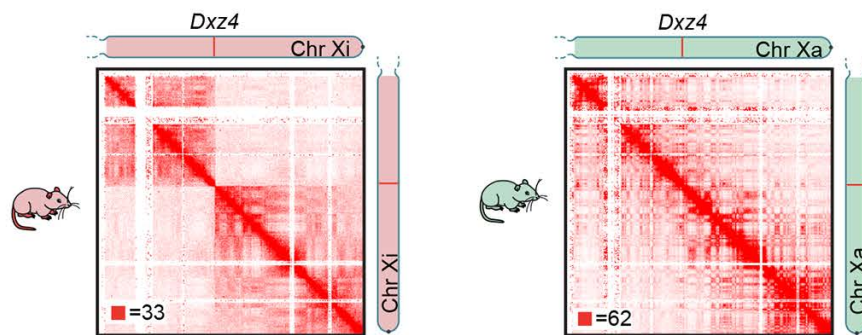 Dxz4
Chr Xi
Chr Xi
=33
Dxz4
Chr Xa
Chr Xa
=62